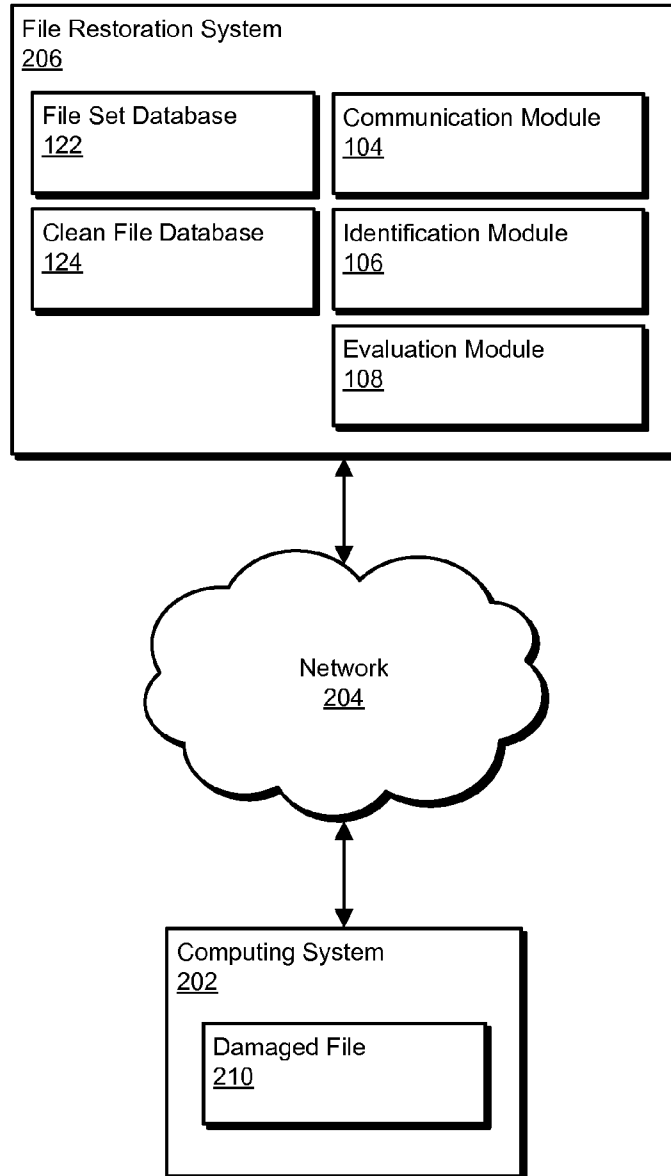 File Restoration System
206
File Set Database
122
Communication Module
104
Clean File Database
124
Identification Module
106
Evaluation Module
108
Network
204
Computing System
202
Damaged File
210